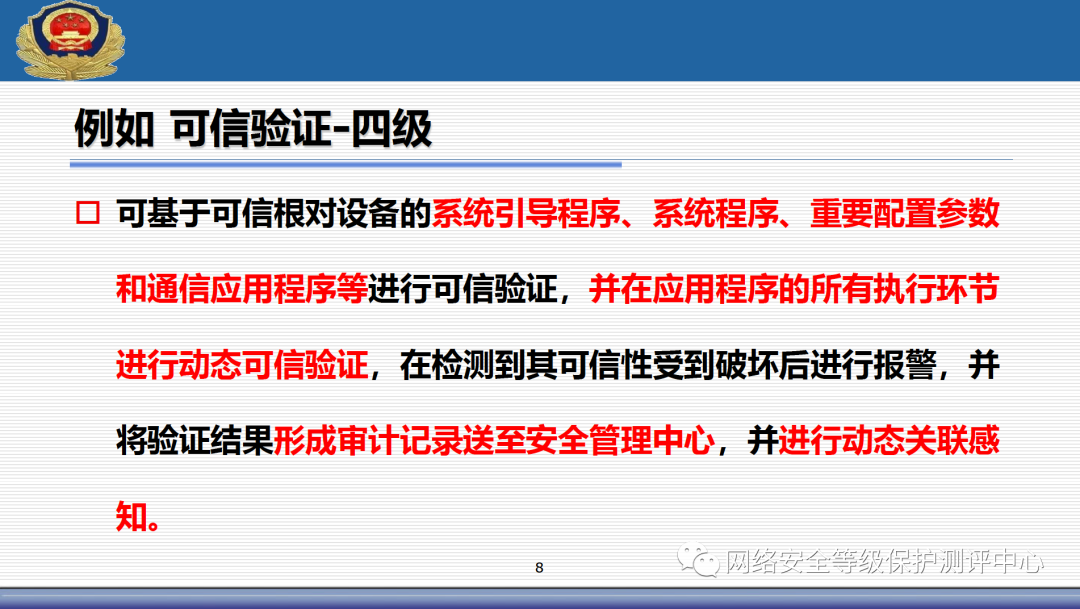 例如 可信验证-四级
可基于可信根对设备的系统引导程序、系统程序、重要配置参数
和通信应用程序等进行可信验证，并在应用程序的所有执行环节
进行动态可信验证，在检测到其可信性受到破坏后进行报警，并
将验证结果形成审计记录送至安全管理中心，并进行动态关联感
知。
8
网络安全等级保护测评中心